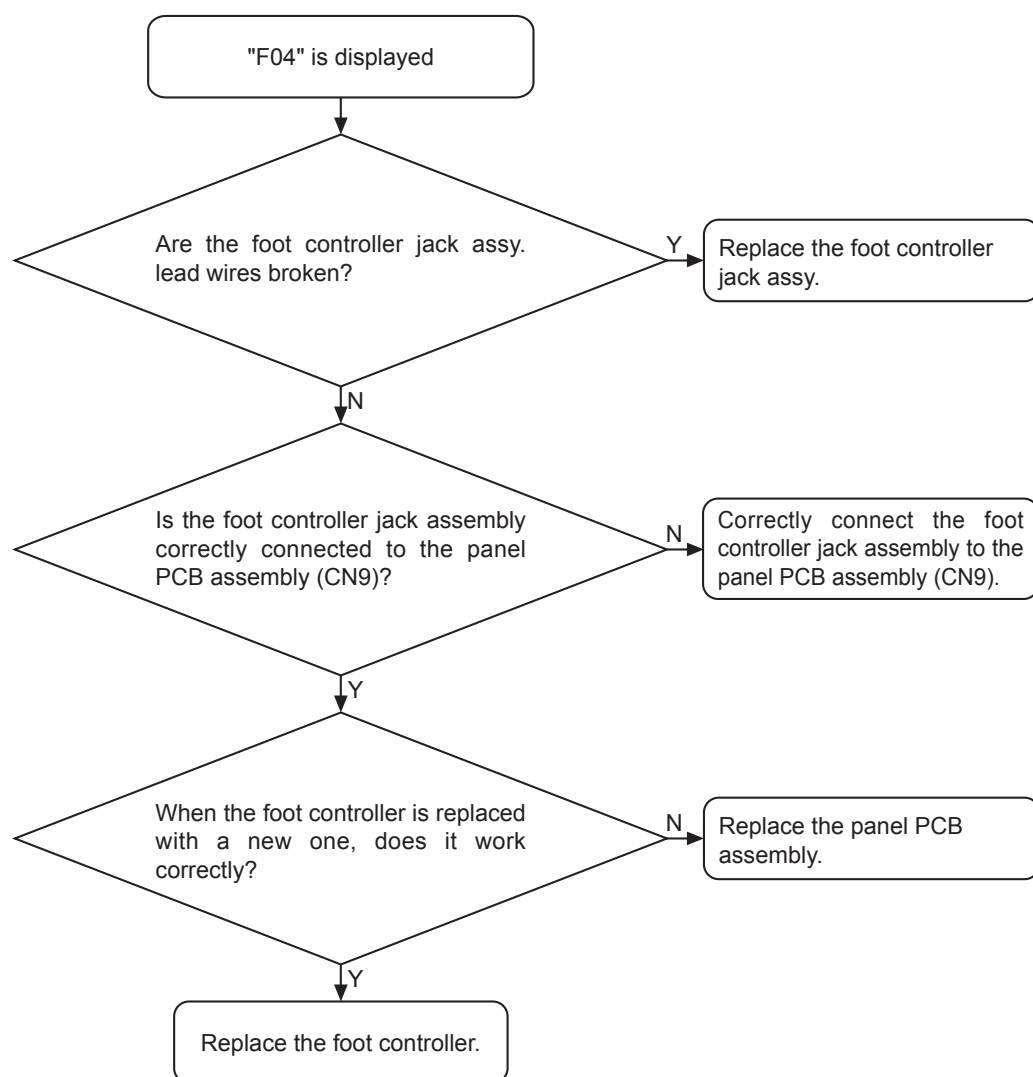 "F04" is displayed
Are the foot controller jack assy.
lead wires broken?
Y
Replace the foot controller
jack assy.
N
Is the foot controller jack assembly
correctly connected to the panel
PCB assembly (CN9)?
N
Correctly connect the foot
controller jack assembly to the
panel PCB assembly (CN9).
Y
When the foot controller is replaced
with a new one, does it work
correctly?
N
Replace the panel PCB
assembly.
Y
Replace the foot controller.